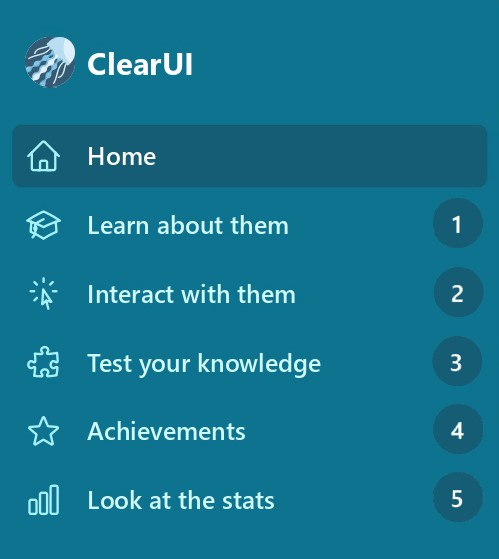 ClearUI
Home
Learn about them 1
Interact with them 2
Test your knowledge 3
Achievements 4
Look at the stats 5